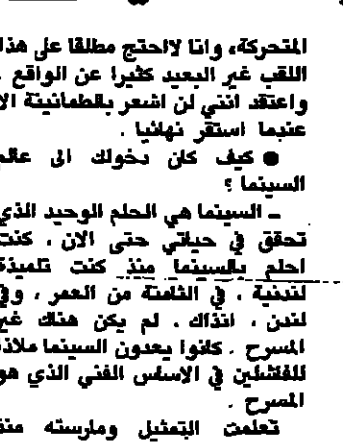 المتحركة، وانا لااحتج مطلقا على هذا
اللقب غير البعيد كثيرا عن الواقع .
واعتقد انني لن اشعر بالطمانينة الا
عندما استقر نهائيا .
● كيف كان دخولك الى عالم
السينما ؟
ـ السينما هي الحلم الوحيد الذي
تحقق في حياتي حتى الان . كنت
احلم بالسينما منذ كنت تلميذة
لندنية . في الثامنة من العمر . وفي
لندن . انذاك . لم يكن هناك غير
المسرح . كانوا يعدون السينما ملاذا
للفاشلين في الاساس الفني الذي هو
المسرح .
تعلمت التمثيل ومارسته منذ